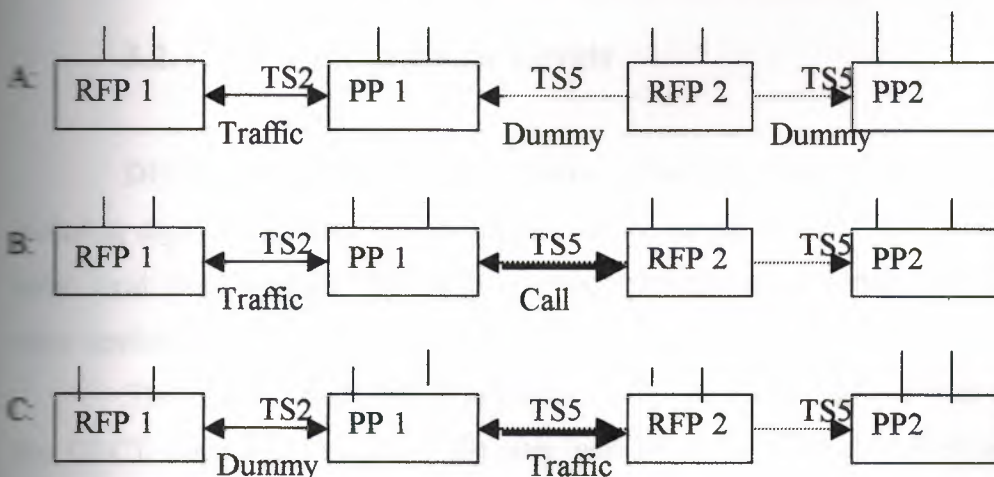 A: RFP 1 TS2 PP 1 TS5 RFP 2 TS5 PP2
Traffic Dummy Dummy
B: RFP 1 TS2 PP 1 TS5 RFP 2 TS5 PP2
Traffic Call
C: RFP 1 TS2 PP 1 TS5 RFP 2 TS5 PP2
Dummy Traffic